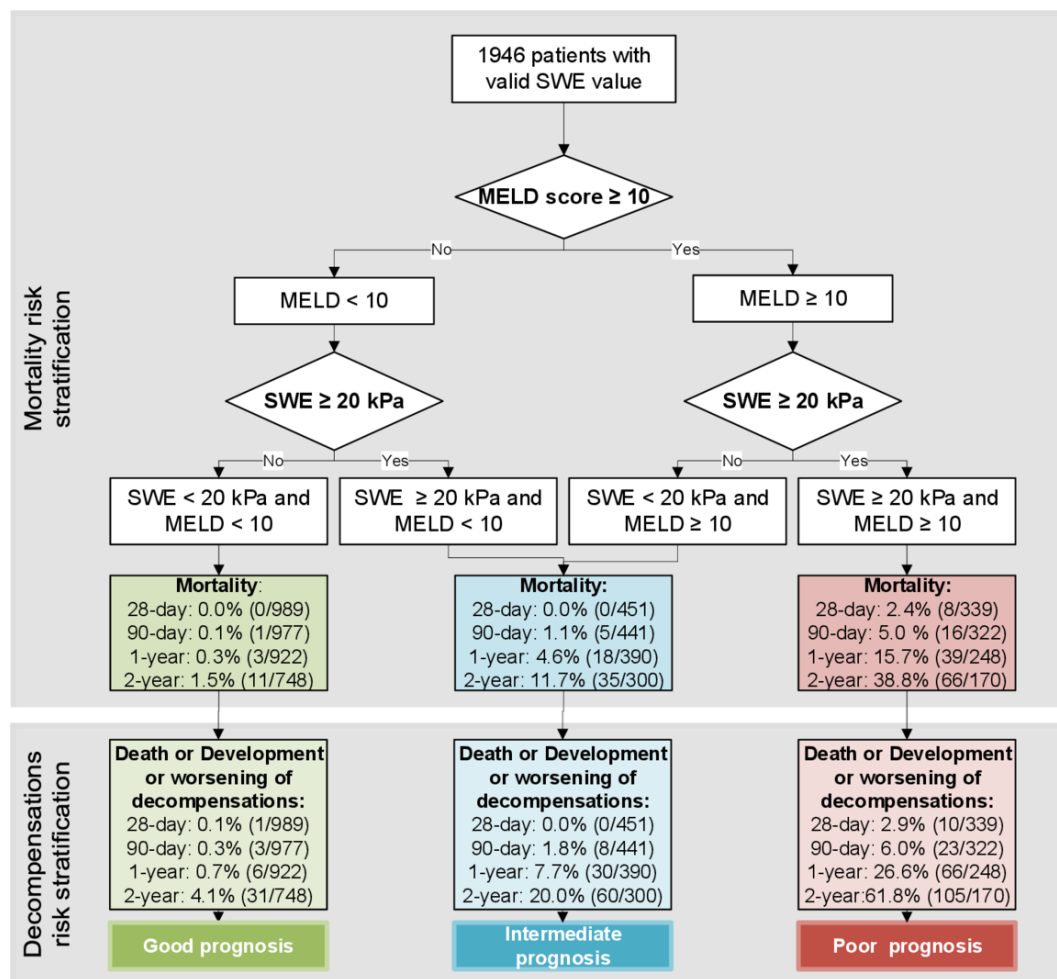 1946 patients with
valid SWE value
MELD score ≥ 10
No
Yes
MELD < 10
MELD ≥ 10
SWE ≥ 20 kPa
SWE ≥ 20 kPa
No
Yes
No
Yes
SWE < 20 kPa and
MELD < 10
SWE ≥ 20 kPa and
MELD < 10
SWE < 20 kPa and
MELD ≥ 10
SWE ≥ 20 kPa and
MELD ≥ 10
Mortality risk
stratification
Mortality:
28-day: 0.0% (0/989)
90-day: 0.1% (1/977)
1-year: 0.3% (3/922)
2-year: 1.5% (11/748)
Mortality:
28-day: 0.0% (0/451)
90-day: 1.1% (5/441)
1-year: 4.6% (18/390)
2-year: 11.7% (35/300)
Mortality:
28-day: 2.4% (8/339)
90-day: 5.0 % (16/322)
1-year: 15.7% (39/248)
2-year: 38.8% (66/170)
Decompensations
risk stratification
Death or Development
or worsening of
decompensations:
28-day: 0.1% (1/989)
90-day: 0.3% (3/977)
1-year: 0.7% (6/922)
2-year: 4.1% (31/748)
Death or Development
or worsening of
decompensations:
28-day: 0.0% (0/451)
90-day: 1.8% (8/441)
1-year: 7.7% (30/390)
2-year: 20.0% (60/300)
Death or Development
or worsening of
decompensations:
28-day: 2.9% (10/339)
90-day: 6.0% (23/322)
1-year: 26.6% (66/248)
2-year:61.8% (105/170)
Good prognosis
Intermediate
prognosis
Poor prognosis